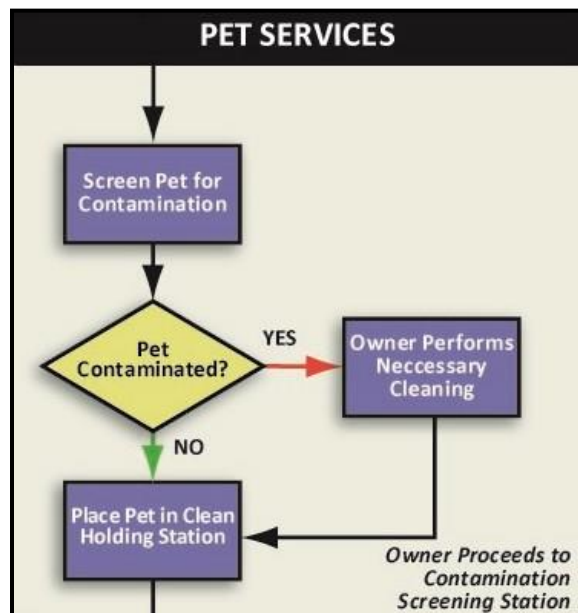 PET SERVICES
Screen Pet for
Contamination
Pet
Contaminated?
YES
Owner Performs
Neccessary
Cleaning
NO
Place Pet in Clean
Holding Station
Owner Proceeds to
Contamination
Screening Station